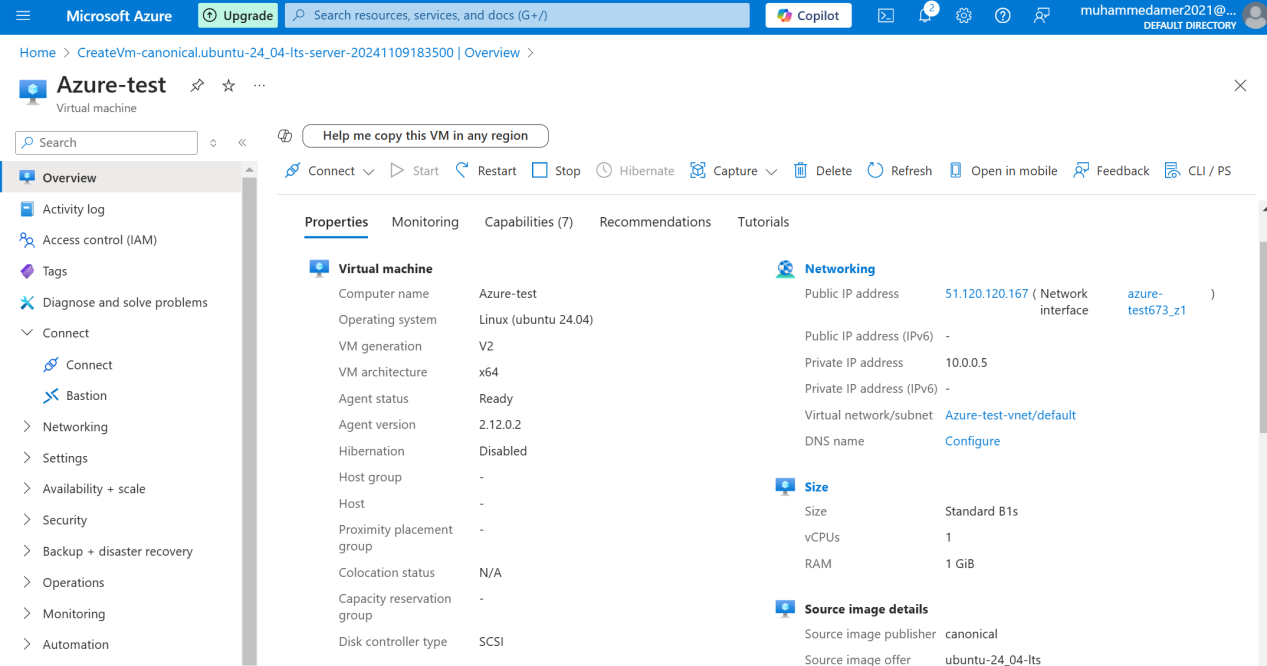 Microsoft Azure
Upgrade
Search resources, services, and docs (G+/)
Copilot
2
muhammedamer2021@...
DEFAULT DIRECTORY
Home > CreateVm-canonical.ubuntu-24_04-lts-server-20241109183500 | Overview >
Azure-test
...
Virtual machine
Search
Help me copy this VM in any region
Connect
Start
Restart
Stop
Hibernate
Capture
Delete
Refresh
Open in mobile
Feedback
CLI / PS
Overview
Activity log
Access control (IAM)
Tags
Diagnose and solve problems
Connect
Connect
Bastion
Networking
Settings
Availability + scale
Security
Backup + disaster recovery
Operations
Monitoring
Automation
Properties
Monitoring
Capabilities (7)
Recommendations
Tutorials
Virtual machine
Computer name Azure-test
Operating system Linux (ubuntu 24.04)
VM generation V2
VM architecture x64
Agent status Ready
Agent version 2.12.0.2
Hibernation Disabled
Host group -
Host -
Proximity placement -
group
Colocation status N/A
Capacity reservation -
group
Disk controller type SCSI
Networking
Public IP address 51.120.120.167 ( Network azure- )
interface test673_z1
Public IP address (IPv6) -
Private IP address 10.0.0.5
Private IP address (IPv6) -
Virtual network/subnet Azure-test-vnet/default
DNS name Configure
Size
Size Standard B1s
vCPUs 1
RAM 1 GiB
Source image details
Source image publisher canonical
Source image offer ubuntu-24_04-lts